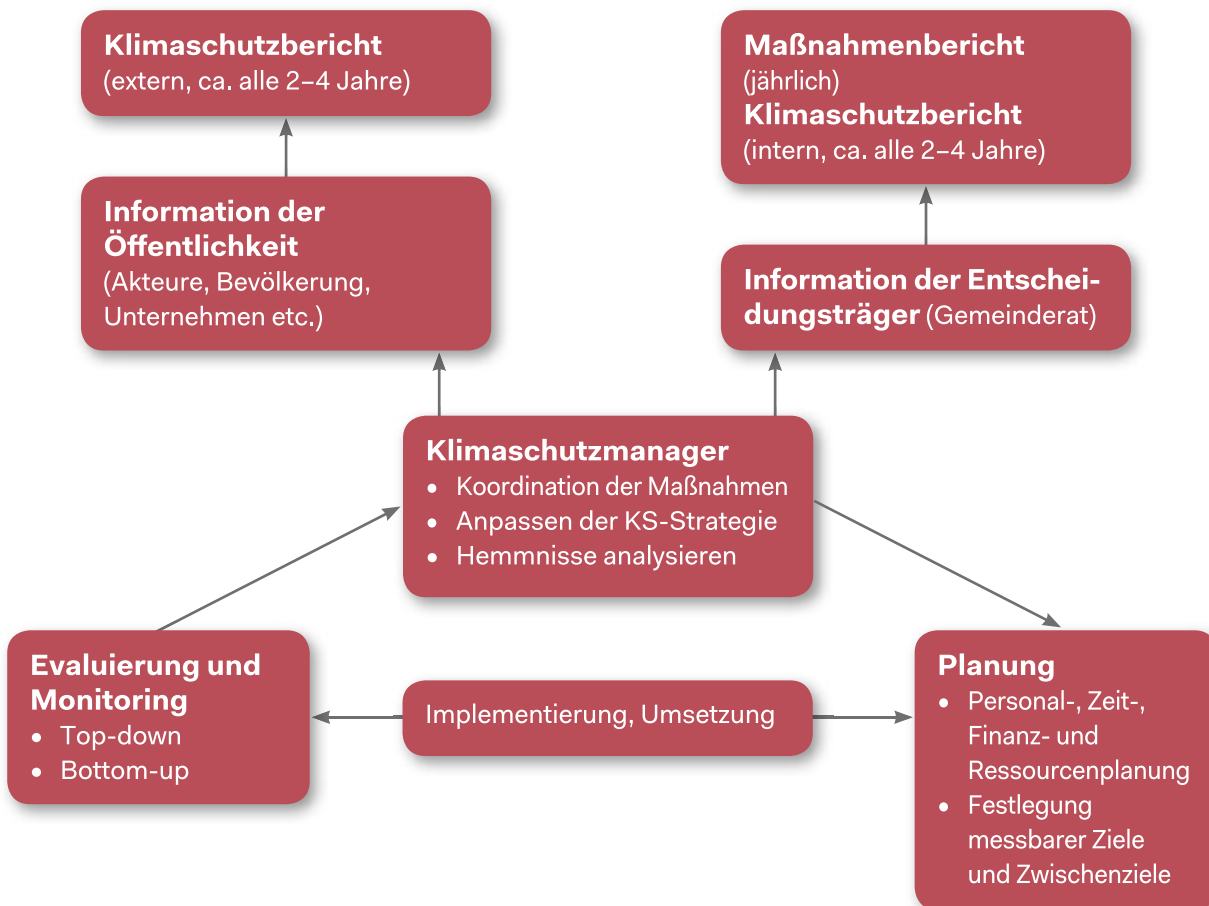 Klimaschutzbericht
(extern, ca. alle 2–4 Jahre)
Maßnahmenbericht
(jährlich)
Klimaschutzbericht
(intern, ca. alle 2–4 Jahre)
Information der
Öffentlichkeit
(Akteure, Bevölkerung,
Unternehmen etc.)
Information der Entschei-
dungsträger (Gemeinderat)
Klimaschutzmanager
• Koordination der Maßnahmen
• Anpassen der KS-Strategie
• Hemmnisse analysieren
Evaluierung und
Monitoring
• Top-down
• Bottom-up
Implementierung, Umsetzung
Planung
• Personal-, Zeit-,
Finanz- und
Ressourcenplanung
• Festlegung
messbarer Ziele
und Zwischenziele